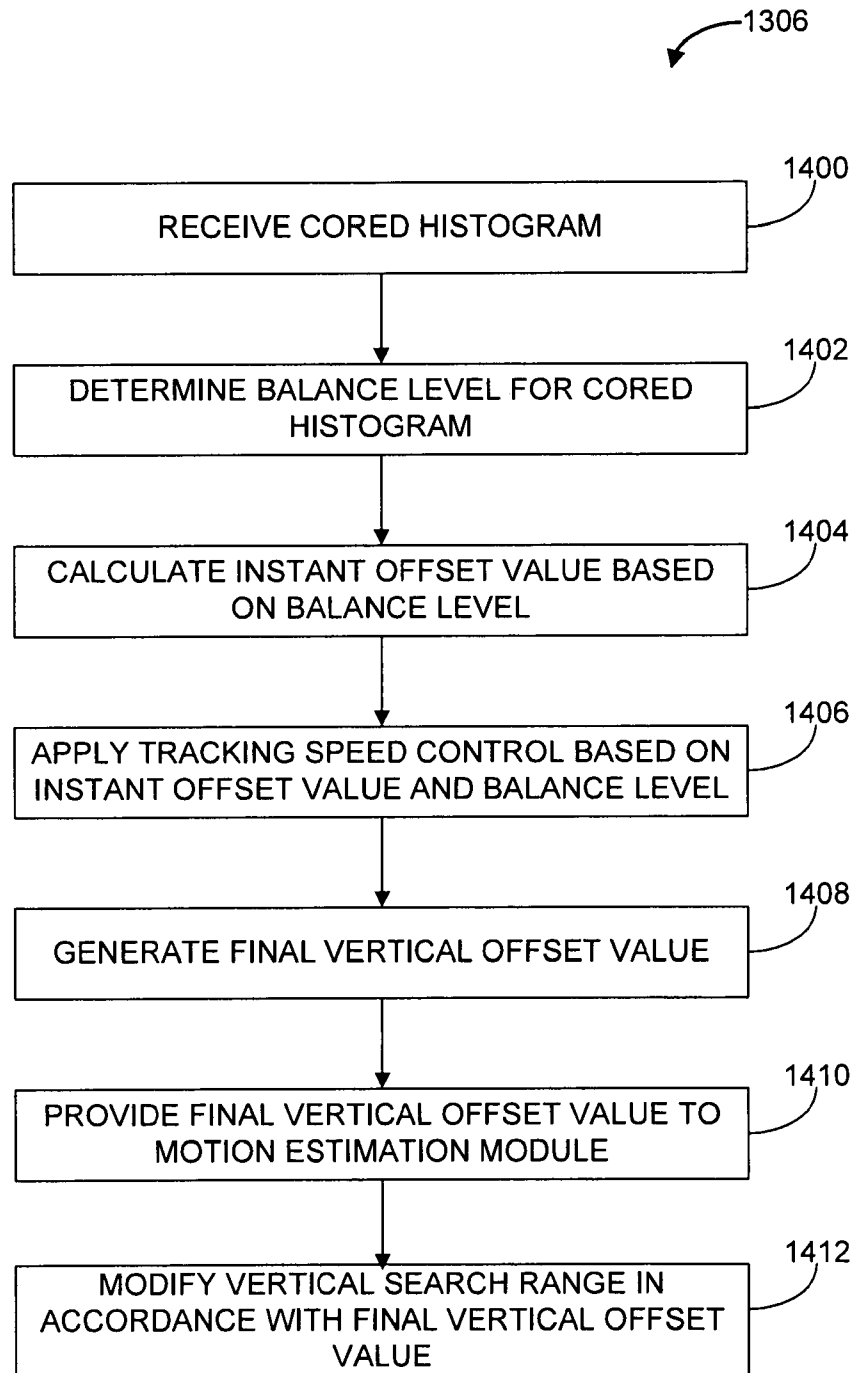 1306
1400
RECEIVE CORED HISTOGRAM
1402
DETERMINE BALANCE LEVEL FOR CORED
HISTOGRAM
1404
CALCULATE INSTANT OFFSET VALUE BASED
ON BALANCE LEVEL
1406
APPLY TRACKING SPEED CONTROL BASED ON
INSTANT OFFSET VALUE AND BALANCE LEVEL
1408
GENERATE FINAL VERTICAL OFFSET VALUE
1410
PROVIDE FINAL VERTICAL OFFSET VALUE TO
MOTION ESTIMATION MODULE
1412
MODIFY VERTICAL SEARCH RANGE IN
ACCORDANCE WITH FINAL VERTICAL OFFSET
VALUE